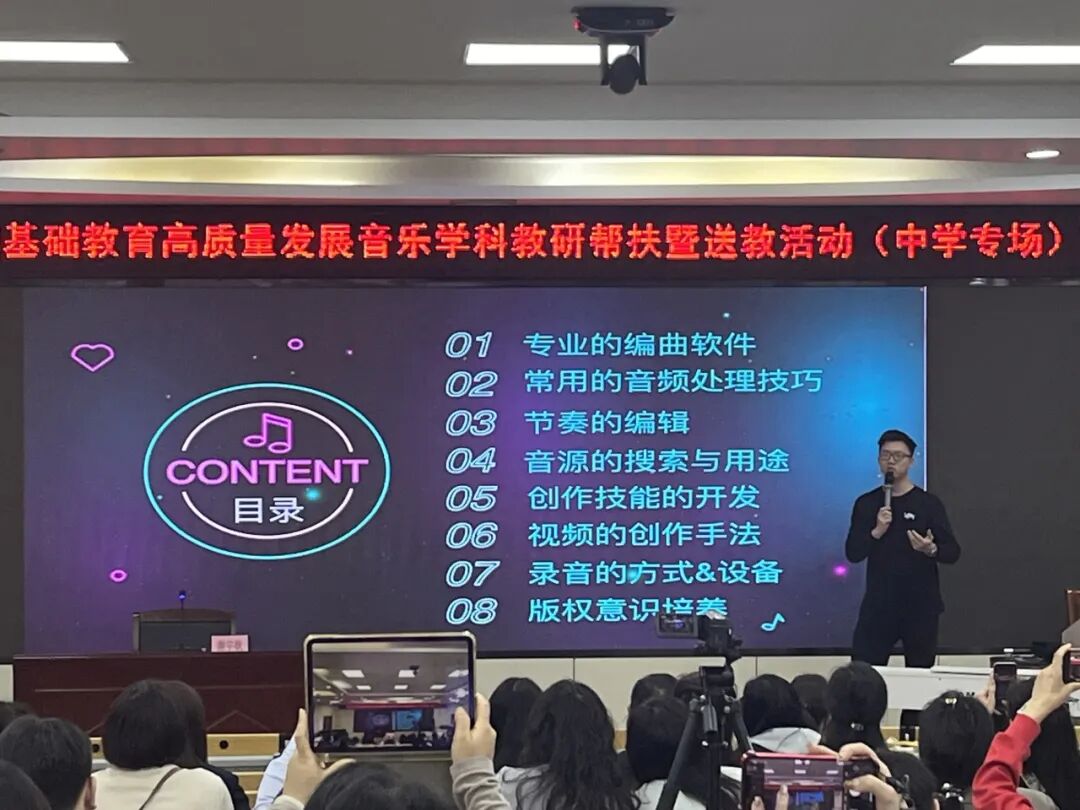 基础教育高质量发展音乐学科教研帮扶暨送教活动（中学专场）
CONTENT
目录
01 专业的编曲软件
02 常用的音频处理技巧
03 节奏的编辑
04 音源的搜索与用途
05 创作技能的开发
06 视频的创作手法
07 录音的方式&设备
08 版权意识培养